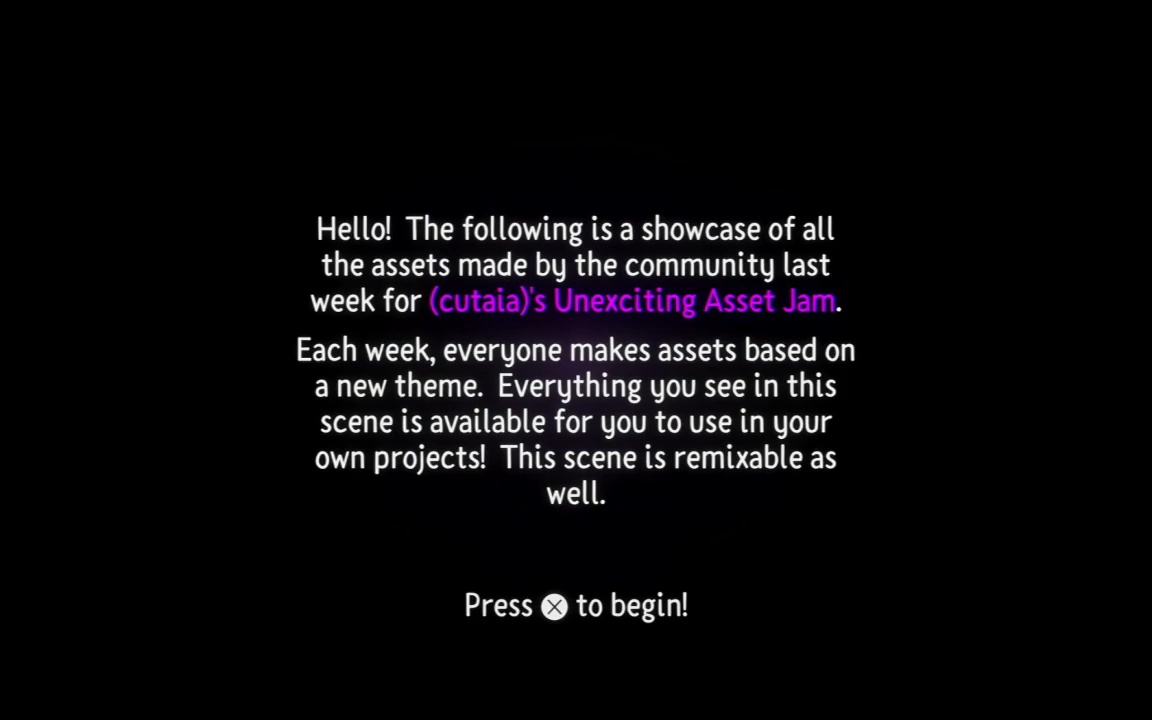 Hello!  The following is a showcase of all
the assets made by the community last
week for (cutaia)'s Unexciting Asset Jam.
Each week, everyone makes assets based on
a new theme.  Everything you see in this
scene is available for you to use in your
own projects!  This scene is remixable as
well.
Press ⊗ to begin!